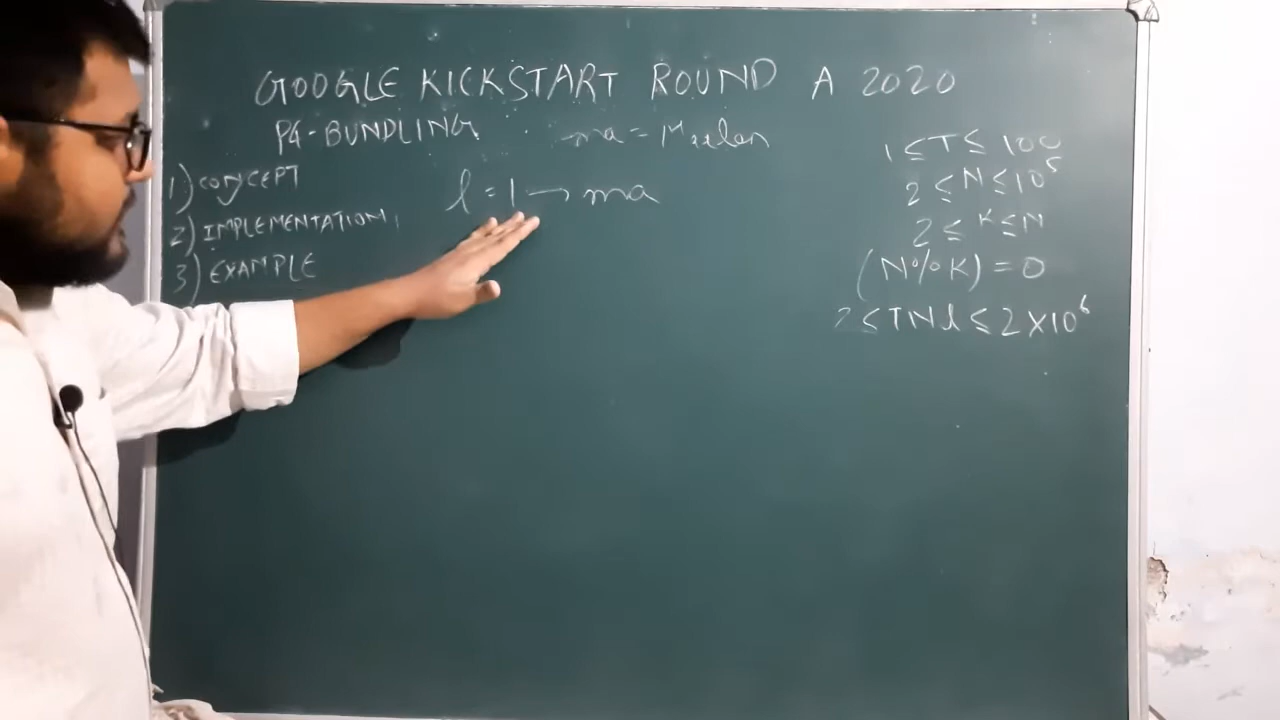 GOOGLE KICKSTART ROUND A 2020
P4-BUNDLING
ma = Maxlen
1) CONCEPT
2) IMPLEMENTATION
3) EXAMPLE
l = 1 → ma
1 ≤ T ≤ 100
2 ≤ N ≤ 10⁵
2 ≤ K ≤ N
(N%K) = 0
2 ≤ TNl ≤ 2×10⁶